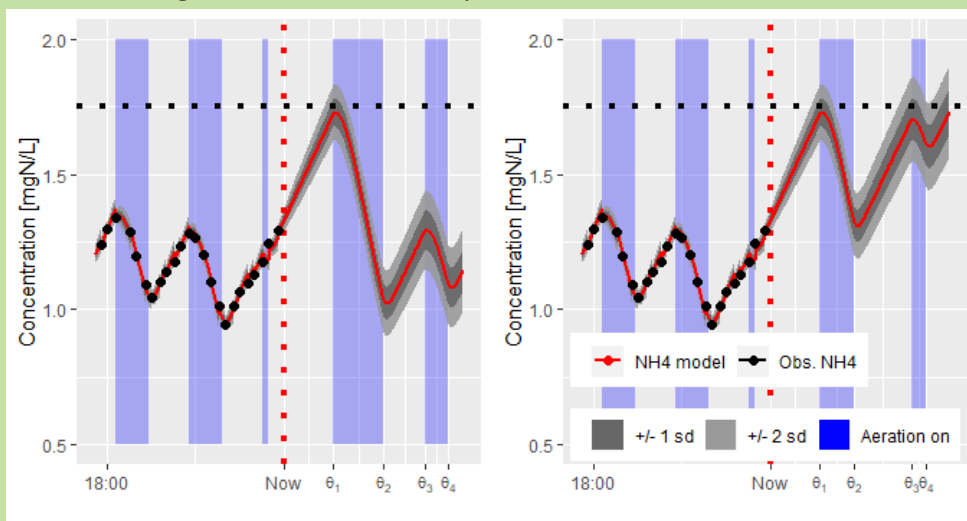 2.0
1.5
1.0
0.5
Concentration [mgN/L]
18:00 Now θ1 θ2 θ3 θ4
2.0
1.5
1.0
0.5
Concentration [mgN/L]
NH4 model Obs. NH4
+/- 1 sd +/- 2 sd Aeration on
18:00 Now θ1 θ2 θ3 θ4